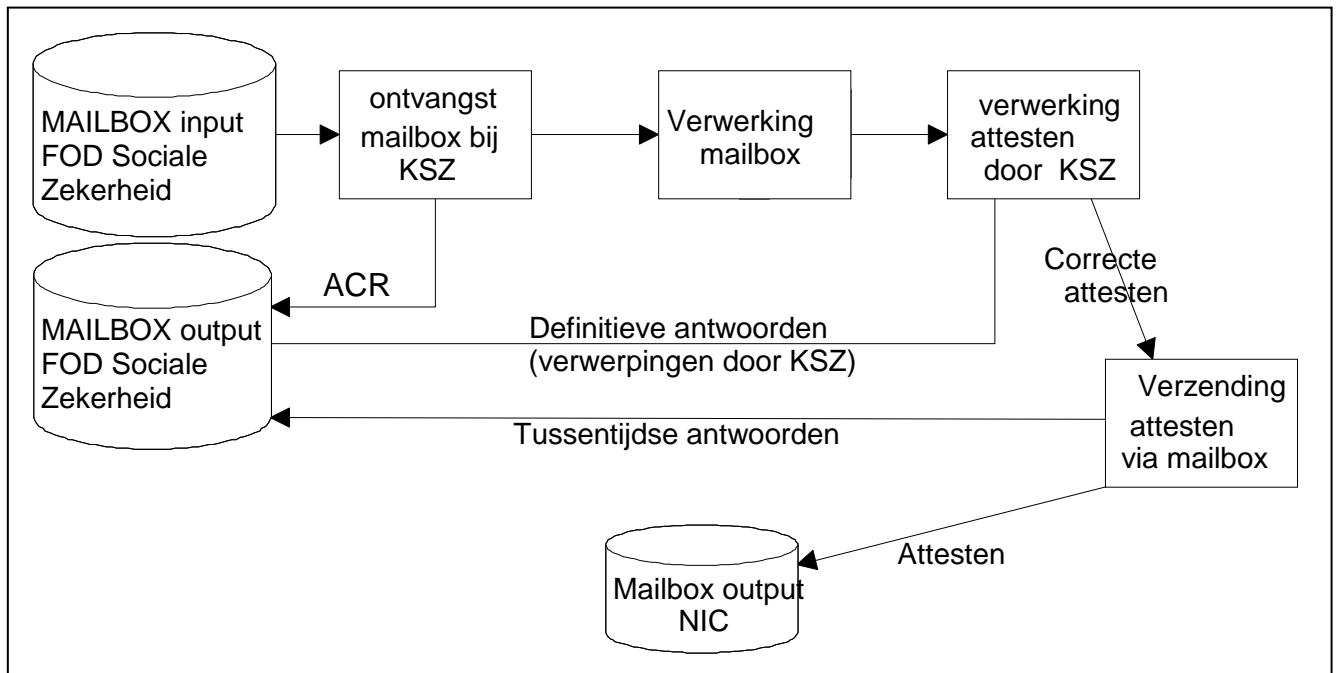 MAILBOX input
FOD Sociale
Zekerheid
ontvangst
mailbox bij
KSZ
Verwerking
mailbox
verwerking
attesten
door KSZ
ACR
Correcte
attesten
MAILBOX output
FOD Sociale
Zekerheid
Definitieve antwoorden
(verwerpingen door KSZ)
Tussentijdse antwoorden
Verzending
attesten
via mailbox
Attesten
Mailbox output
NIC